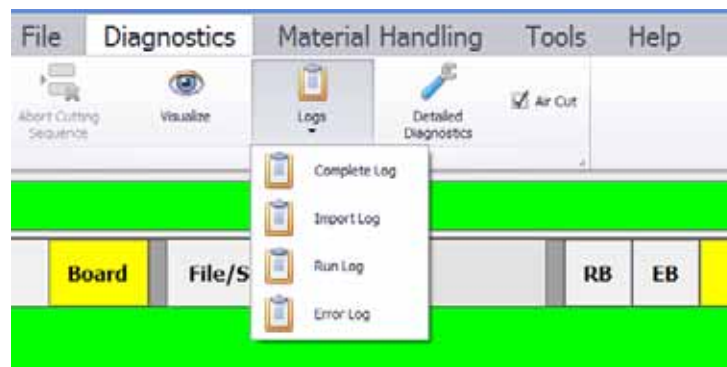 File Diagnostics Material Handling Tools Help
Abort Cutting Sequence
Visualize
Logs
Detailed Diagnostics
Air Cut
Complete Log
Import Log
Run Log
Error Log
Board File/S RB EB